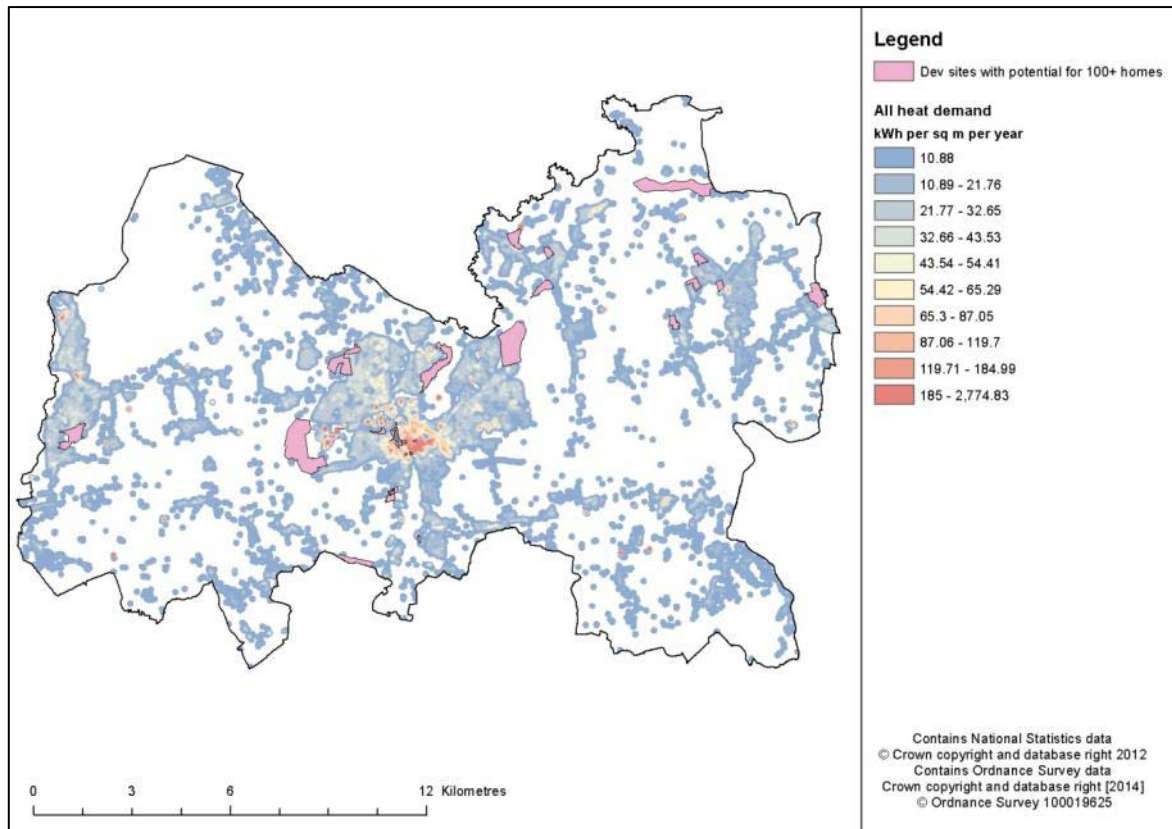 Legend
Dev sites with potential for 100+ homes
All heat demand
kWh per sq m per year
10.88
10.89 - 21.76
21.77 - 32.65
32.66 - 43.53
43.54 - 54.41
54.42 - 65.29
65.3 - 87.05
87.06 - 119.7
119.71 - 184.99
185 - 2,774.83
0 3 6 12 Kilometres
Contains National Statistics data
© Crown copyright and database right 2012
Contains Ordnance Survey data
Crown copyright and database right [2014]
© Ordnance Survey 100019625